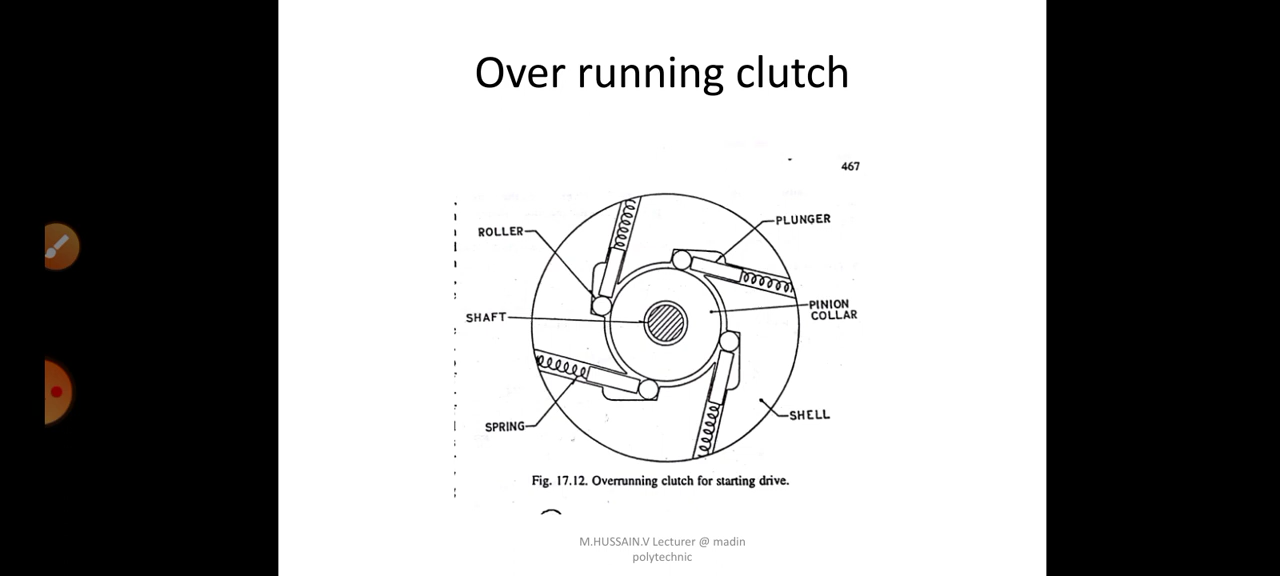 Over running clutch
467
ROLLER
PLUNGER
SHAFT
PINION
COLLAR
SPRING
SHELL
Fig. 17.12. Overrunning clutch for starting drive.
M.HUSSAIN.V Lecturer @ madin
polytechnic